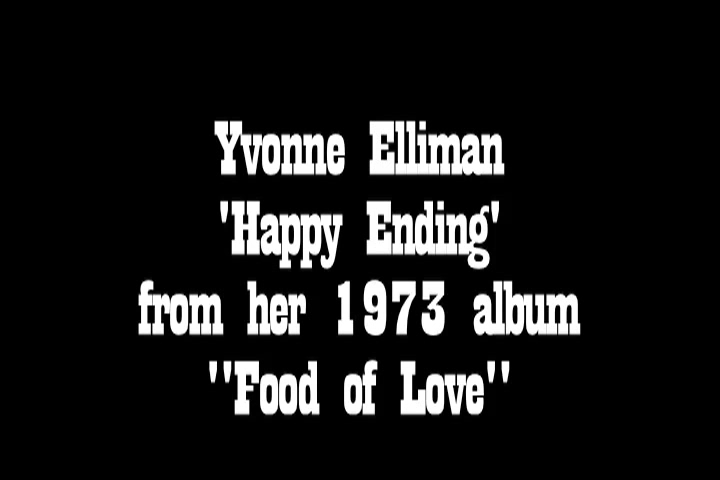 Yvonne Elliman
'Happy Ending'
from her 1973 album
"Food of Love"